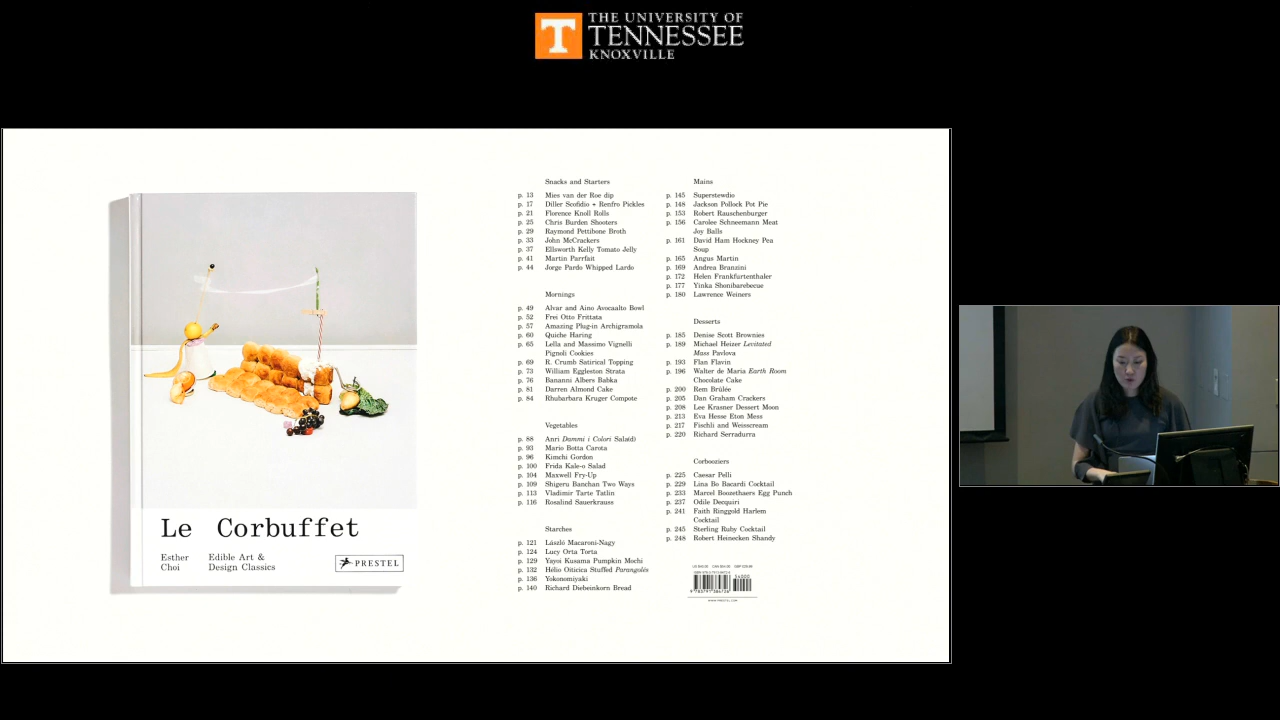 THE UNIVERSITY OF
TENNESSEE
KNOXVILLE
Le Corbuffet
Esther Choi
Edible Art &
Design Classics
PRESTEL
Snacks and Starters
p. 13 Mies van der Roe dip
p. 17 Diller Scofidio + Renfro Pickles
p. 21 Florence Knoll Rolls
p. 25 Chris Burden Shooters
p. 29 Raymond Pettibone Broth
p. 33 John McCrackers
p. 37 Ellsworth Kelly Tomato Jelly
p. 41 Martin Parrfait
p. 44 Jorge Pardo Whipped Lardo
Mornings
p. 49 Alvar and Aino Avocaalto Bowl
p. 52 Frei Otto Frittata
p. 57 Amazing Plug-in Archigramola
p. 60 Quiche Haring
p. 65 Lella and Massimo Vignelli
Pignoli Cookies
p. 69 R. Crumb Satirical Topping
p. 73 William Eggleston Strata
p. 76 Bananni Albers Babka
p. 81 Darren Almond Cake
p. 84 Rhubarbara Kruger Compote
Vegetables
p. 88 Anri Dammi i Colori Sala(d)
p. 93 Mario Botta Carota
p. 96 Kimchi Gordon
p. 100 Frida Kale-o Salad
p. 104 Maxwell Fry-Up
p. 109 Shigeru Banchan Two Ways
p. 113 Vladimir Tarte Tatlin
p. 116 Rosalind Sauerkrauss
Starches
p. 121 László Macaroni-Nagy
p. 124 Lucy Orta Torta
p. 129 Yayoi Kusama Pumpkin Mochi
p. 132 Hélio Oiticica Stuffed Parangolés
p. 136 Yokonomiyaki
p. 140 Richard Diebeinkorn Bread
Mains
p. 145 Superstewdio
p. 148 Jackson Pollock Pot Pie
p. 153 Robert Rauschenburger
p. 156 Carolee Schneemann Meat
Joy Balls
p. 161 David Ham Hockney Pea
Soup
p. 165 Angus Martin
p. 169 Andrea Branzini
p. 172 Helen Frankfurtenthaler
p. 177 Yinka Shonibarebecue
p. 180 Lawrence Weiners
Desserts
p. 185 Denise Scott Brownies
p. 189 Michael Heizer Levitated
Mass Pavlova
p. 193 Flan Flavin
p. 196 Walter de Maria Earth Room
Chocolate Cake
p. 200 Rem Brûlée
p. 205 Dan Graham Crackers
p. 208 Lee Krasner Dessert Moon
p. 213 Eva Hesse Eton Mess
p. 217 Fischli and Weisscream
p. 220 Richard Serradurra
Corbooziers
p. 225 Caesar Pelli
p. 229 Lina Bo Bacardi Cocktail
p. 233 Marcel Boozethaers Egg Punch
p. 237 Odile Decquiri
p. 241 Faith Ringgold Harlem
Cocktail
p. 245 Sterling Ruby Cocktail
p. 248 Robert Heinecken Shandy
54000
WWW.PRESTEL.COM